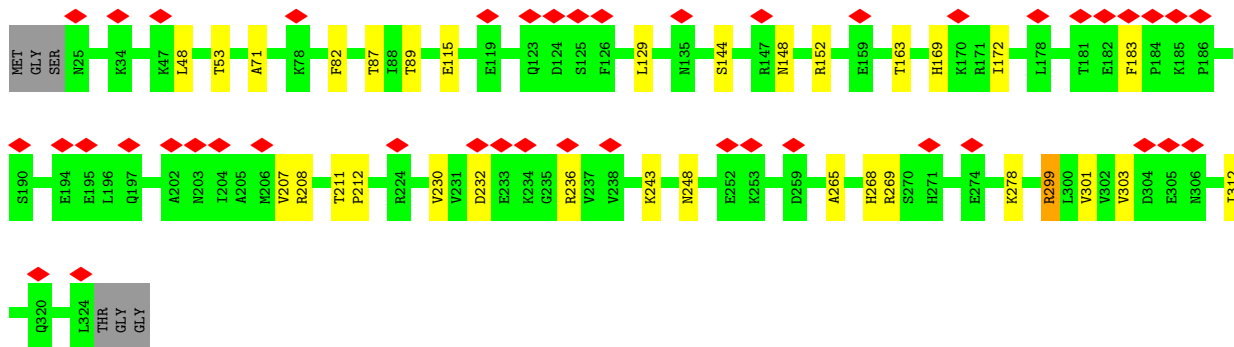 MET GLY SER N25 K34 K47 L48 T53 A71 K78 F82 T87 I88 T89 E115 E119 Q123 D124 S125 F126 L129 N135 S144 R147 N148 R152 E159 T163 H169 K170 R171 I172 L178 T181 E182 F183 P184 K185 P186
S190 E194 E195 L196 Q197 A202 N203 I204 A205 M206 V207 R208 T211 P212 R224 V230 V231 D232 E233 K234 G235 R236 V237 V238 K243 N248 E252 K253 D259 A265 H268 R269 S270 H271 E274 K278 R299 L300 V301 V302 V303 D304 E305 N306 I312
Q320 L324 THR GLY GLY